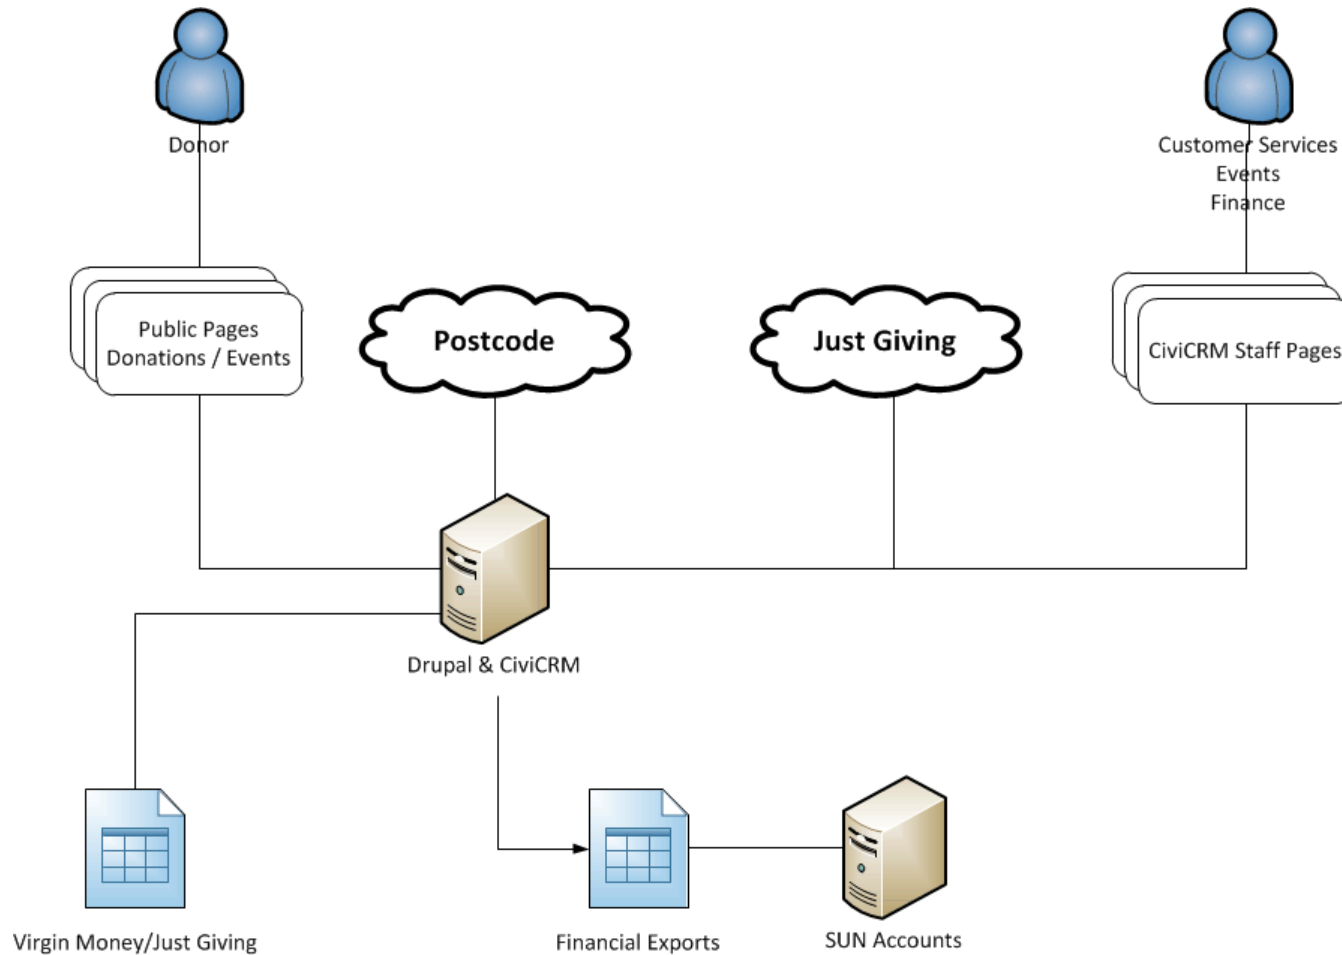 Donor
Customer Services
Events
Finance
Public Pages
Donations / Events
Postcode
Just Giving
CiviCRM Staff Pages
Drupal & CiviCRM
Virgin Money/Just Giving
Financial Exports
SUN Accounts